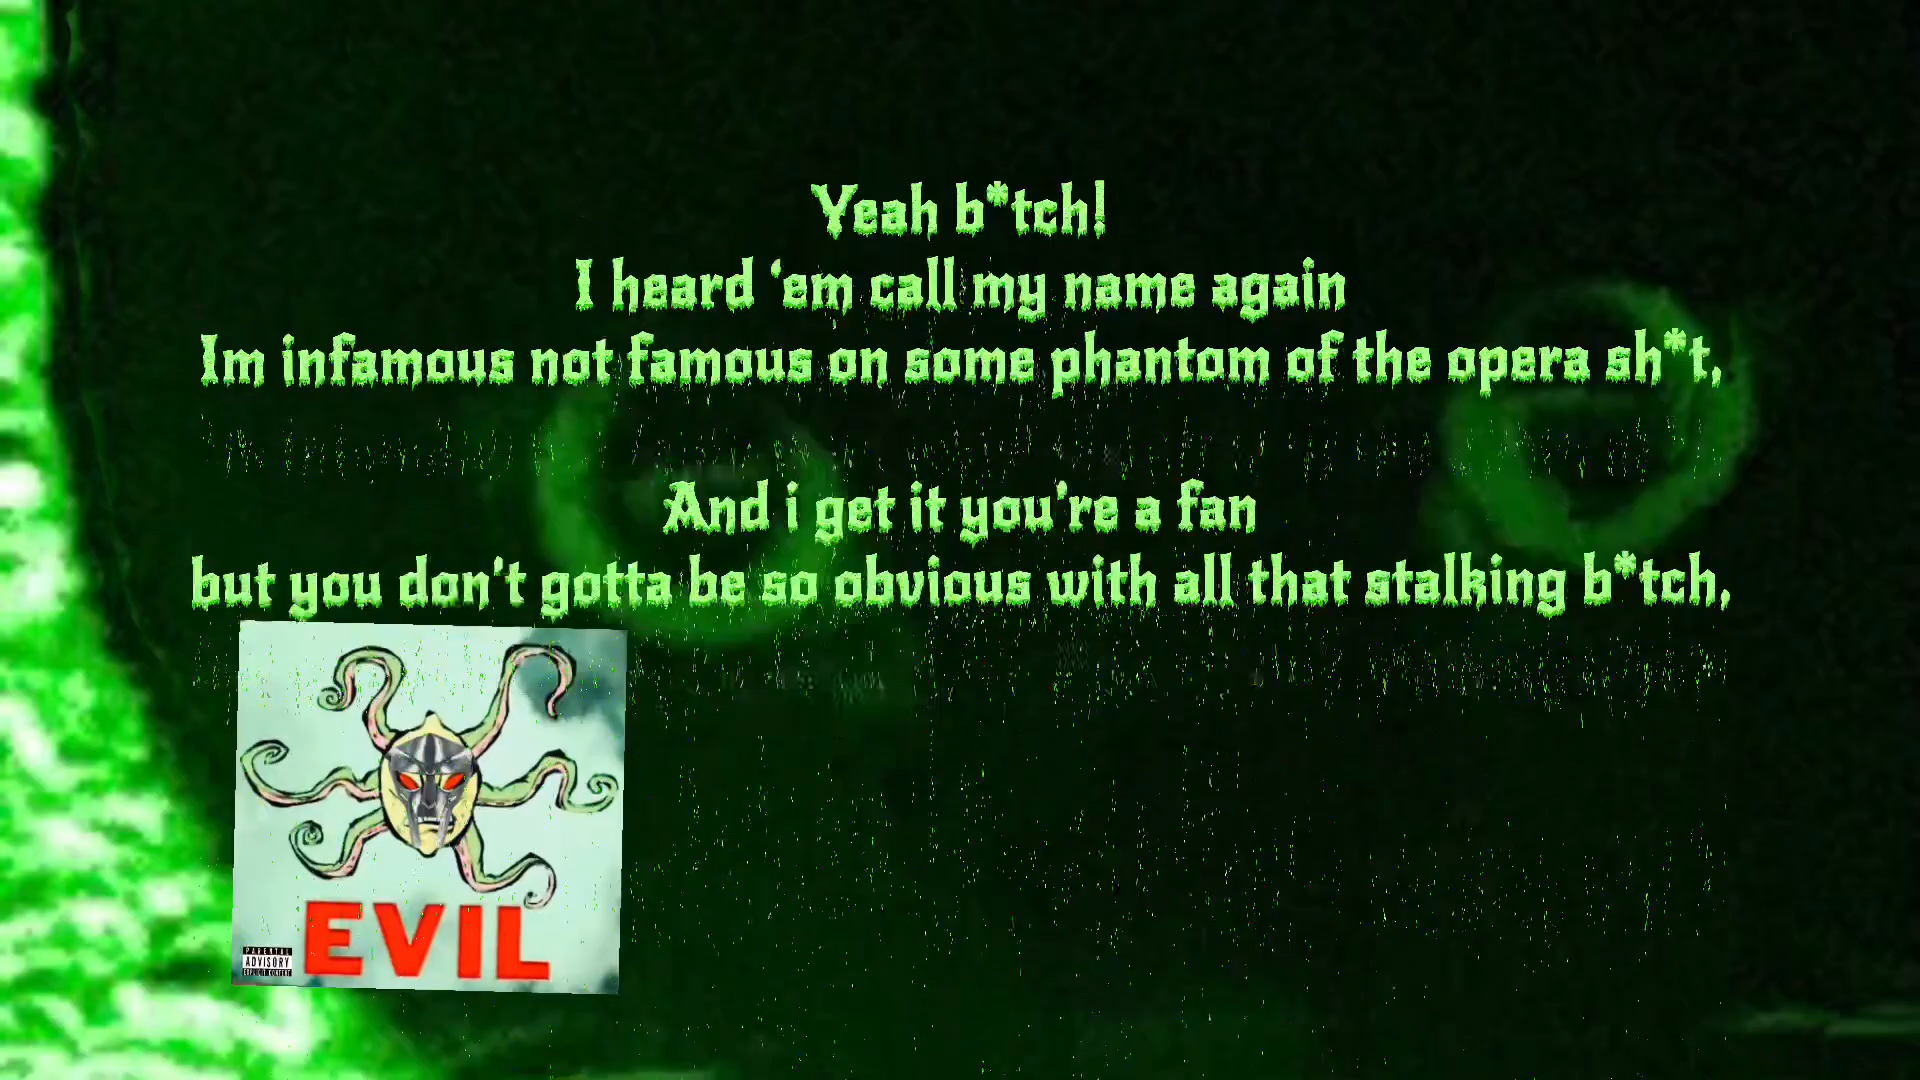 Yeah b*tch!
I heard ‘em call my name again
Im infamous not famous on some phantom of the opera sh*t,
And i get it you're a fan
but you don't gotta be so obvious with all that stalking b*tch,
EVIL
PARENTAL
ADVISORY
EXPLICIT CONTENT